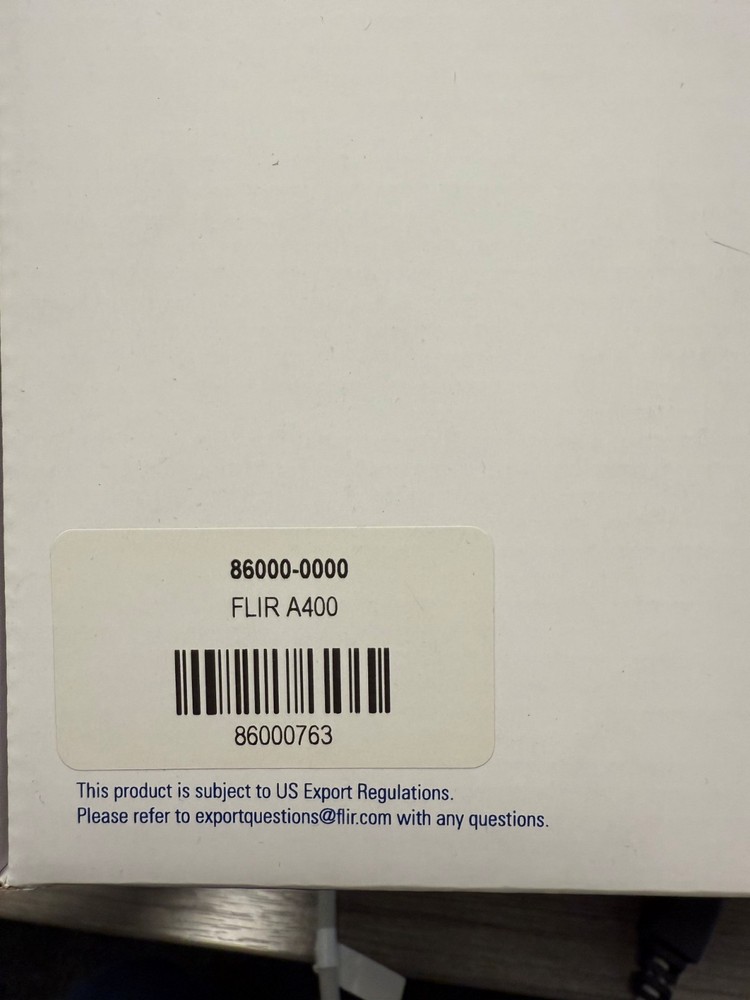 86000-0000
FLIR A400
86000763
This product is subject to US Export Regulations.
Please refer to exportquestions@flir.com with any questions.